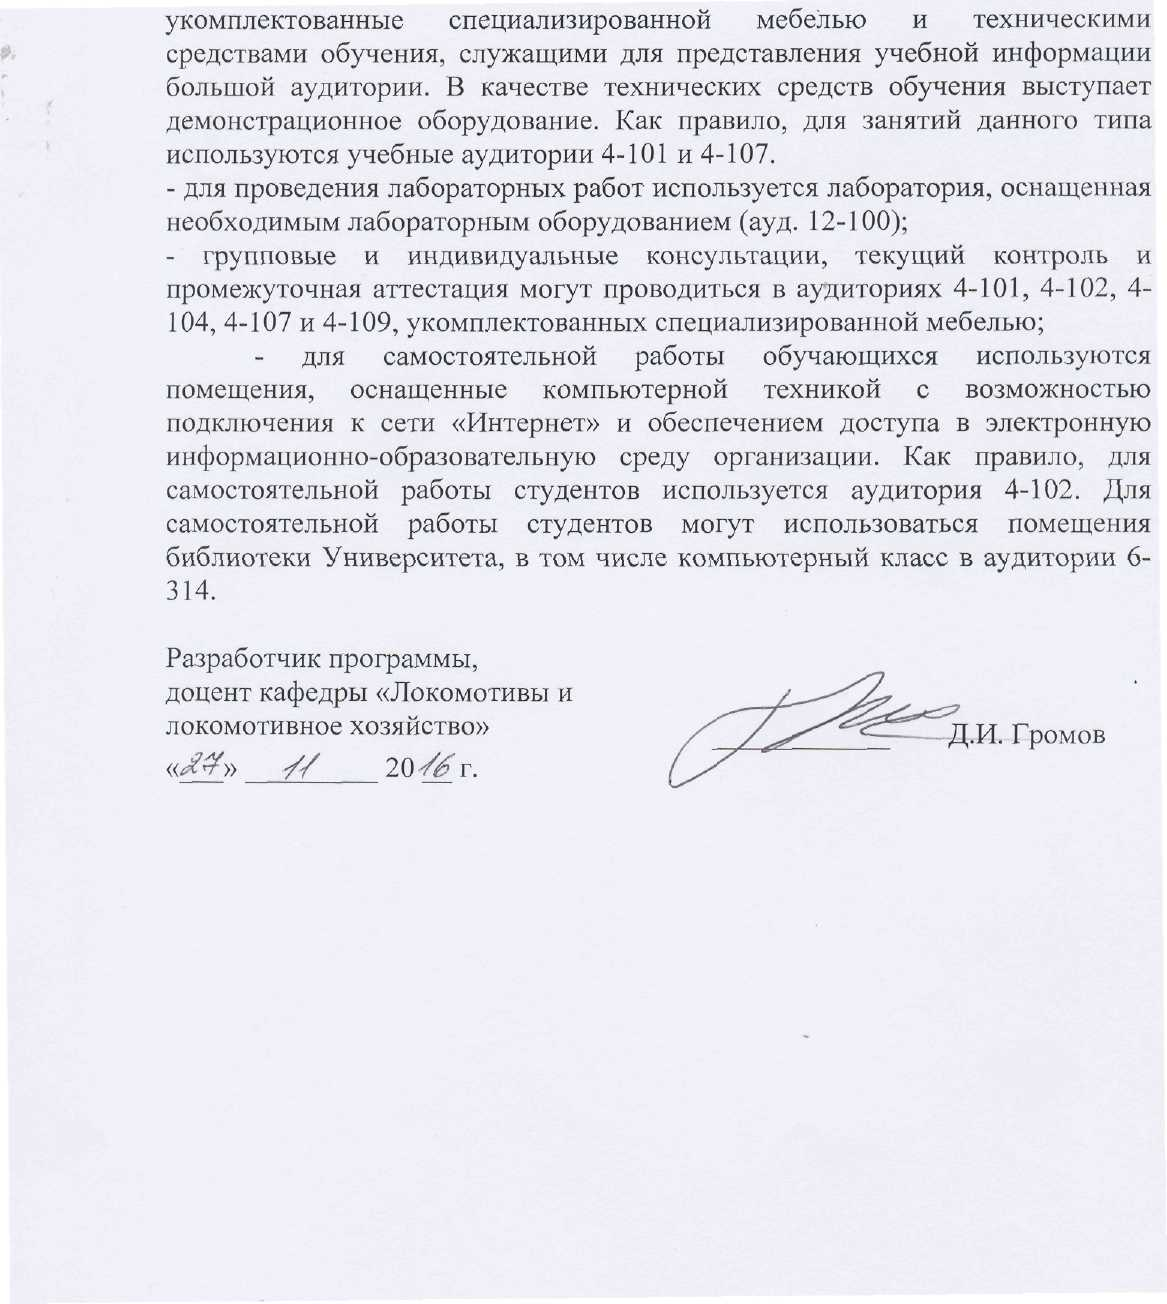 укомплектованные специализированной мебелью и техническими
средствами обучения, служащими для представления учебной информации
большой аудитории. В качестве технических средств обучения выступает
демонстрационное оборудование. Как правило, для занятий данного типа
используются учебные аудитории 4-101 и 4-107.
- для проведения лабораторных работ используется лаборатория, оснащенная
необходимым лабораторным оборудованием (ауд. 12-100);
- групповые и индивидуальные консультации, текущий контроль и
промежуточная аттестация могут проводиться в аудиториях 4-101, 4-102, 4-
104, 4-107 и 4-109, укомплектованных специализированной мебелью;
- для самостоятельной работы обучающихся используются
помещения, оснащенные компьютерной техникой с возможностью
подключения к сети «Интернет» и обеспечением доступа в электронную
информационно-образовательную среду организации. Как правило, для
самостоятельной работы студентов используется аудитория 4-102. Для
самостоятельной работы студентов могут использоваться помещения
библиотеки Университета, в том числе компьютерный класс в аудитории 6-
314.
Разработчик программы,
доцент кафедры «Локомотивы и
локомотивное хозяйство»
Д.И. Громов
«27» 11 2016 г.